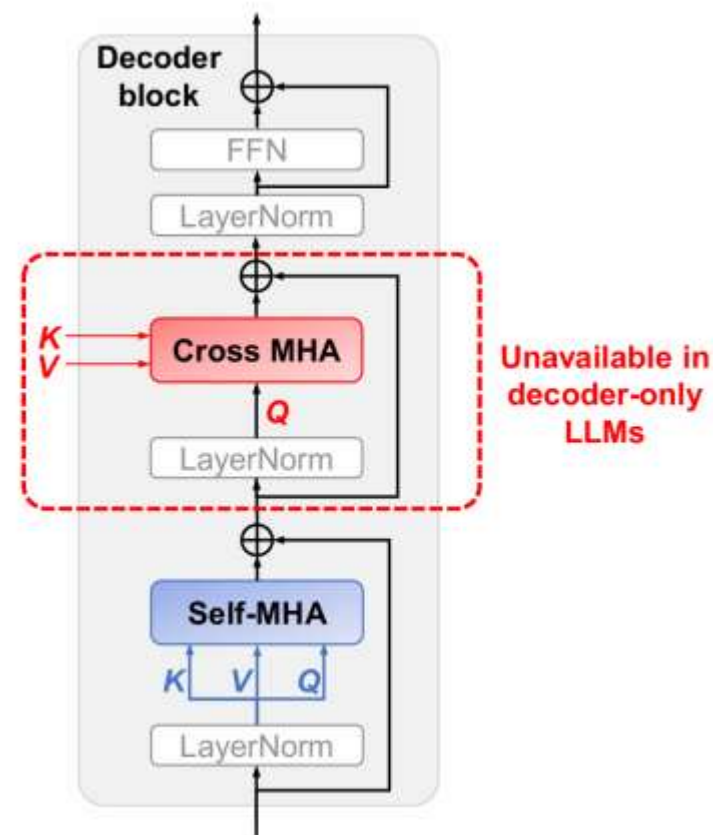 Decoder
block
FFN
LayerNorm
K
V
Cross MHA
Q
LayerNorm
Unavailable in
decoder-only
LLMs
Self-MHA
K V Q
LayerNorm